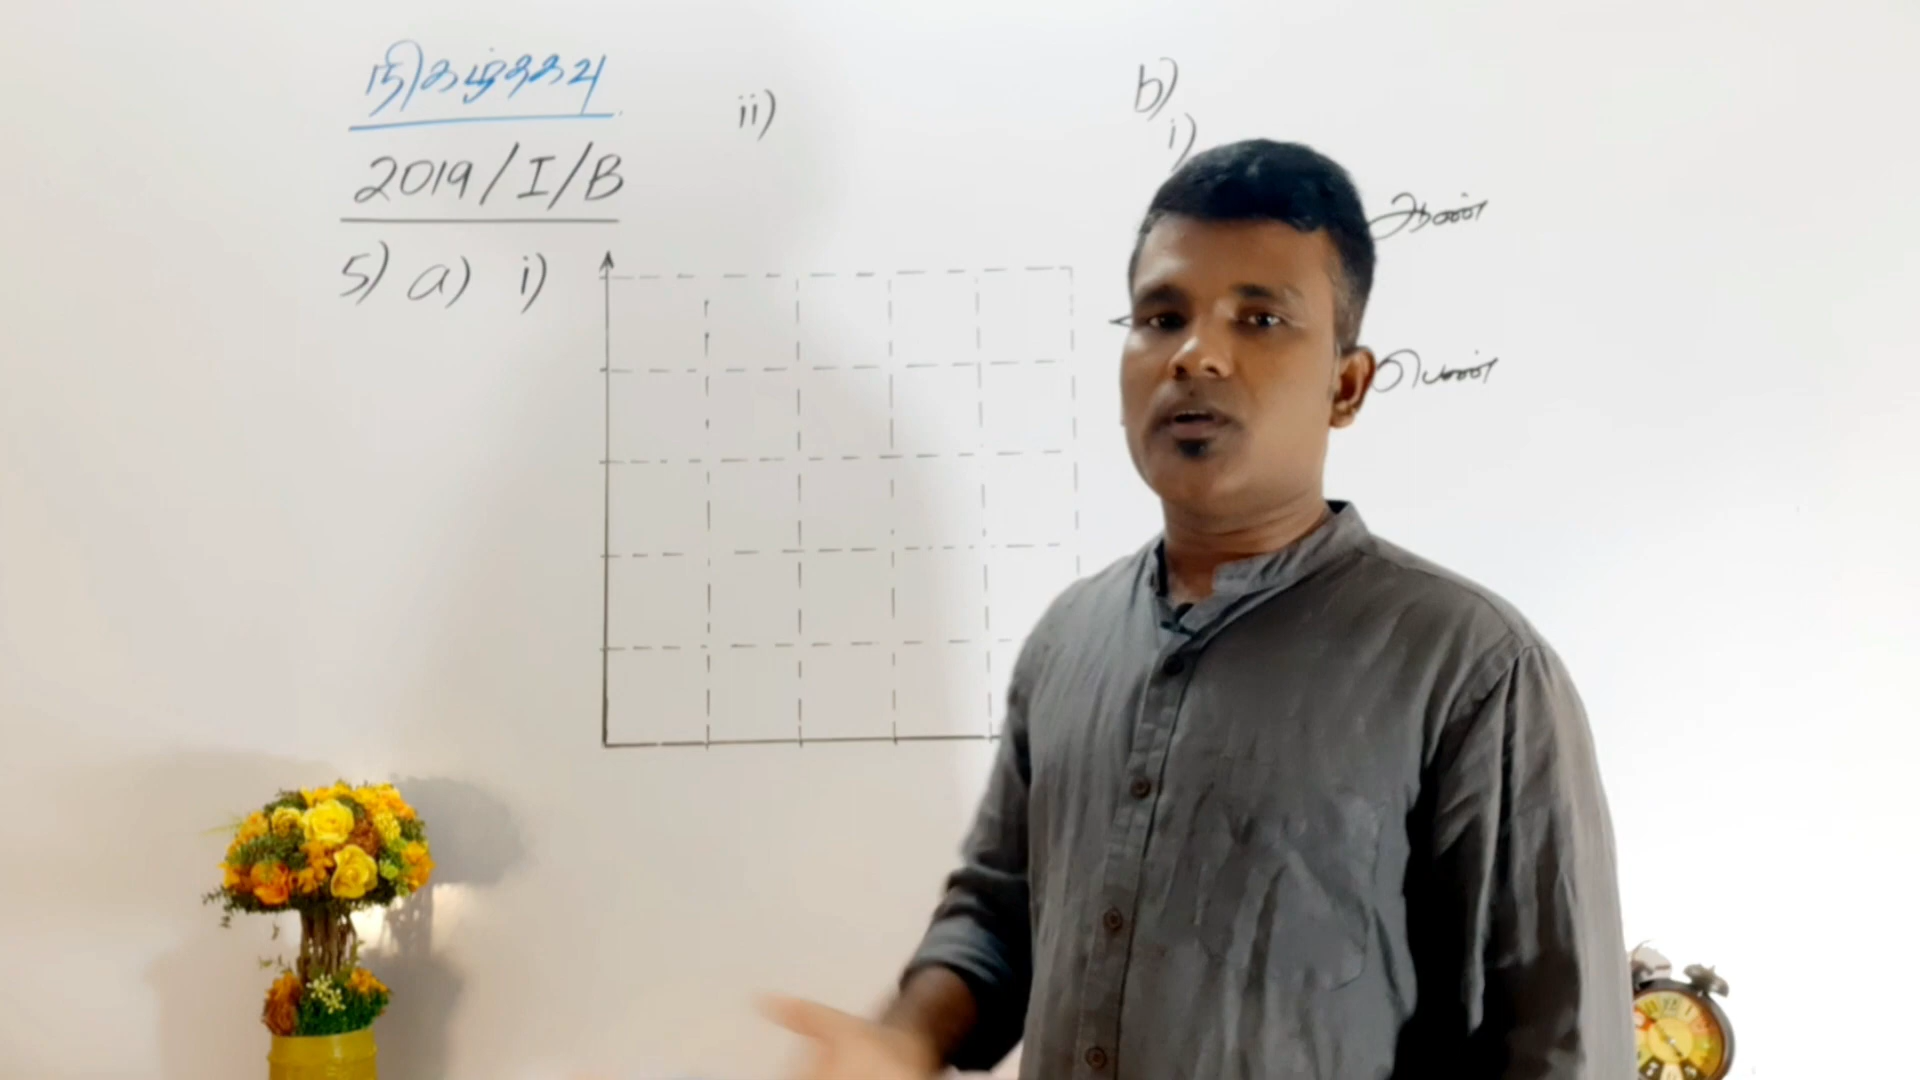 நிகழ்தகவு
2019/I/B
5) a) i)
ii)
b)
i)
ஆண்
பெண்